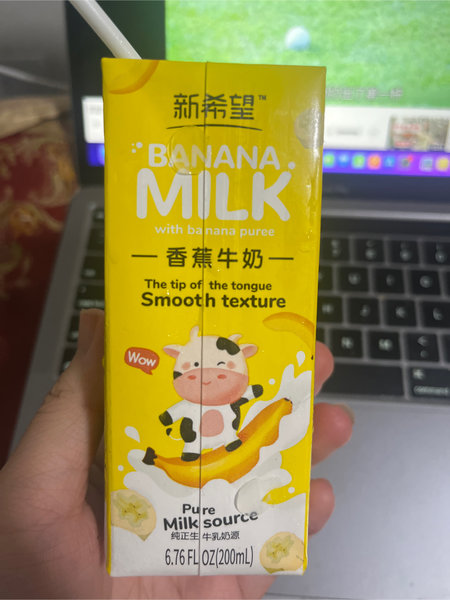 新希望™
BANANA
MILK
with banana puree
香蕉牛奶
The tip of the tongue
Smooth texture
Wow
Pure
Milk source
纯正生牛乳奶源
6.76 FL OZ(200mL)